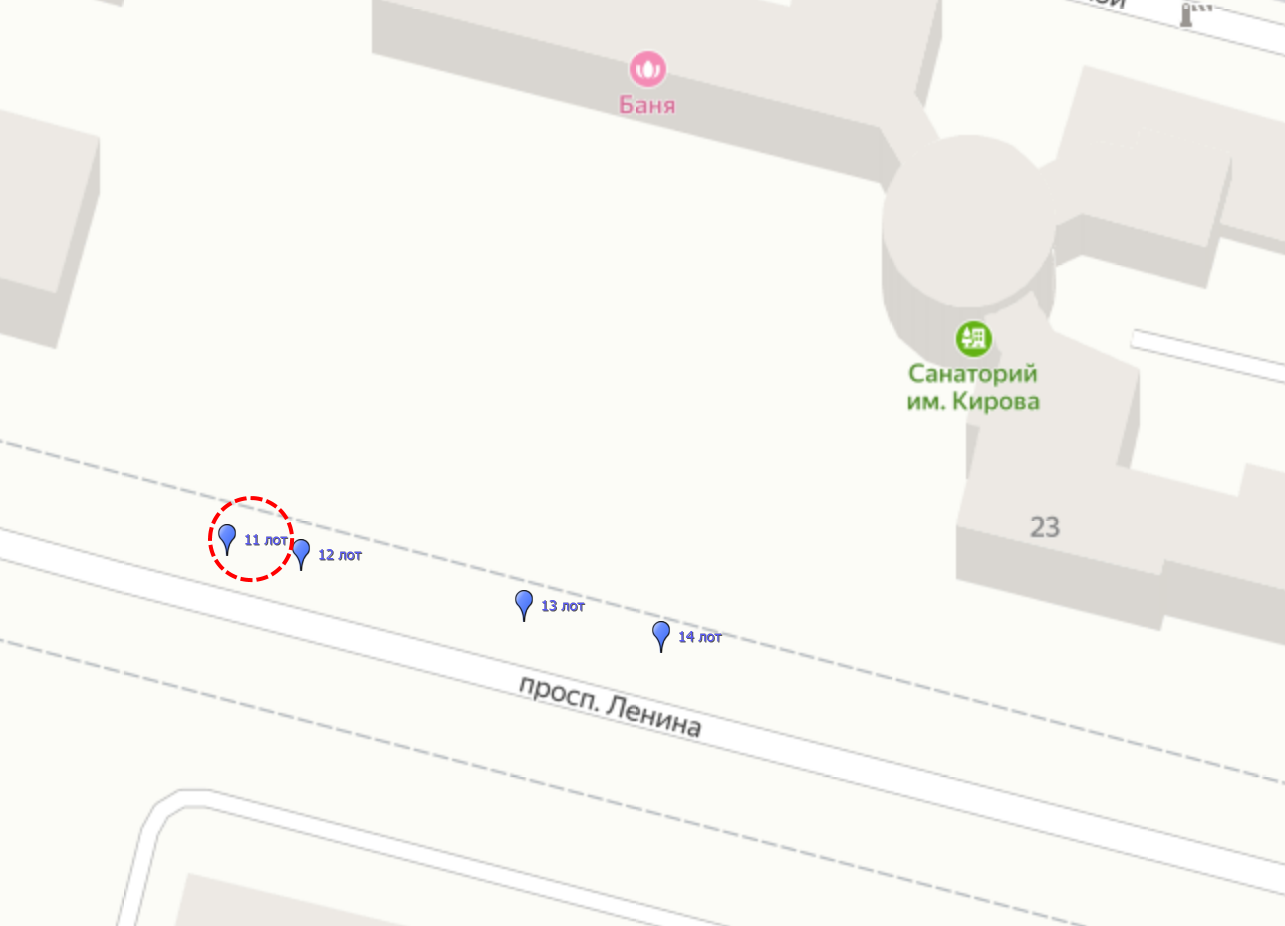 Баня
Санаторий
им. Кирова
23
11 лот
12 лот
13 лот
14 лот
просп. Ленина